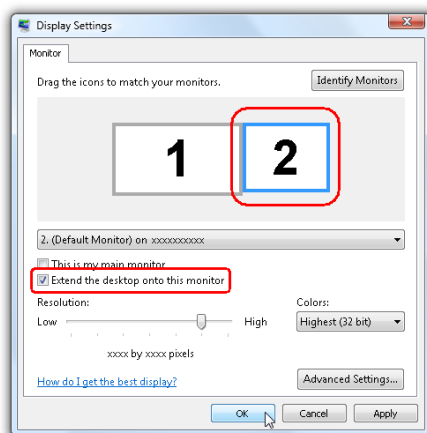 Display Settings
Monitor
Drag the icons to match your monitors.
Identify Monitors
1
2
2. (Default Monitor) on xxxxxxxxxx
This is my main monitor
Extend the desktop onto this monitor
Resolution:
Colors:
Low
High
Highest (32 bit)
xxxx by xxxx pixels
How do I get the best display?
Advanced Settings...
OK
Cancel
Apply